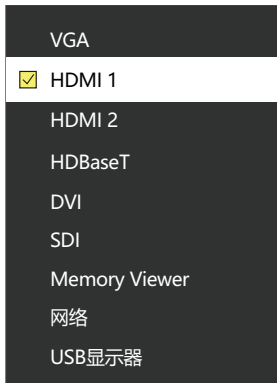 VGA
HDMI 1
HDMI 2
HDBaseT
DVI
SDI
Memory Viewer
网络
USB显示器